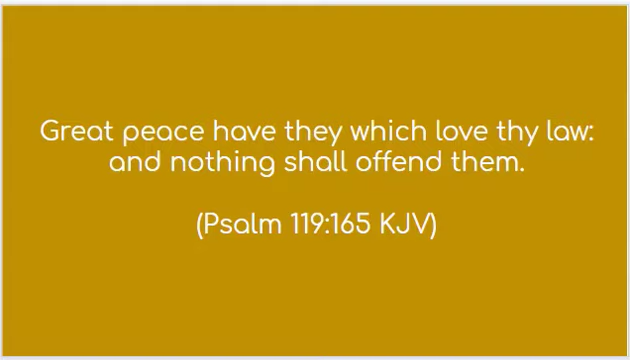 Great peace have they which love thy law:
and nothing shall offend them.
(Psalm 119:165 KJV)